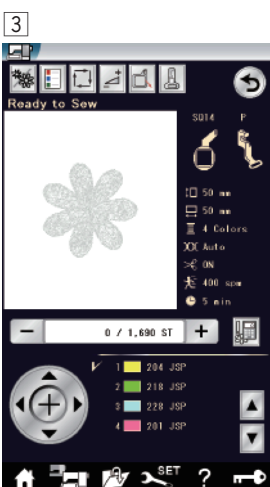 3
Ready to Sew
SQ14 P
50 mm
50 mm
4 Colors
Auto
ON
400 spm
5 min
− 0 / 1,690 ST +
1 204 JSP
2 218 JSP
3 228 JSP
4 201 JSP
SET ?